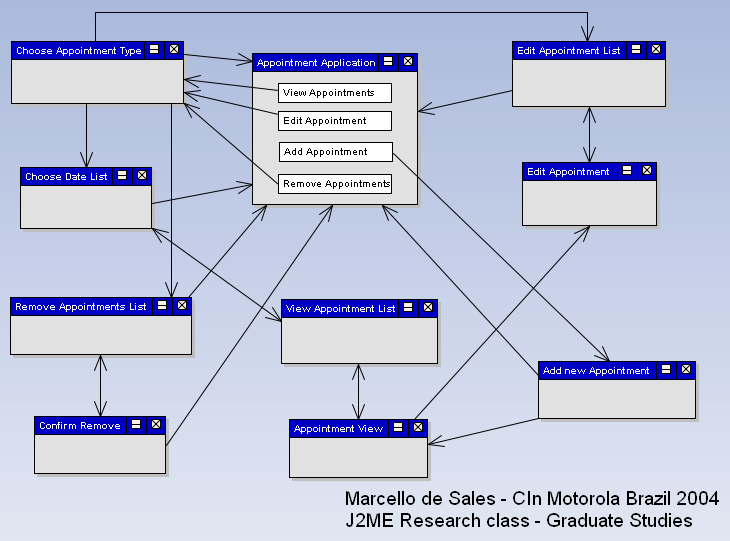 Choose Appointment Type
Edit Appointment List
Appointment Application
View Appointments
Edit Appointment
Add Appointment
Remove Appointments
Choose Date List
Edit Appointment
Remove Appointments List
View Appointment List
Add new Appointment
Confirm Remove
Appointment View
Marcello de Sales - CIn Motorola Brazil 2004
J2ME Research class - Graduate Studies